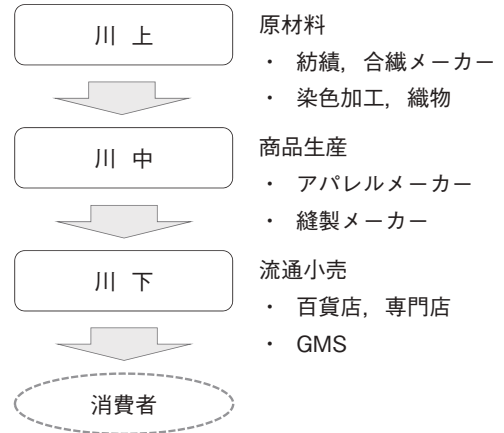 川 上
原材料
・ 紡績，合繊メーカー
・ 染色加工，織物
川 中
商品生産
・ アパレルメーカー
・ 縫製メーカー
川 下
流通小売
・ 百貨店，専門店
・ GMS
消費者